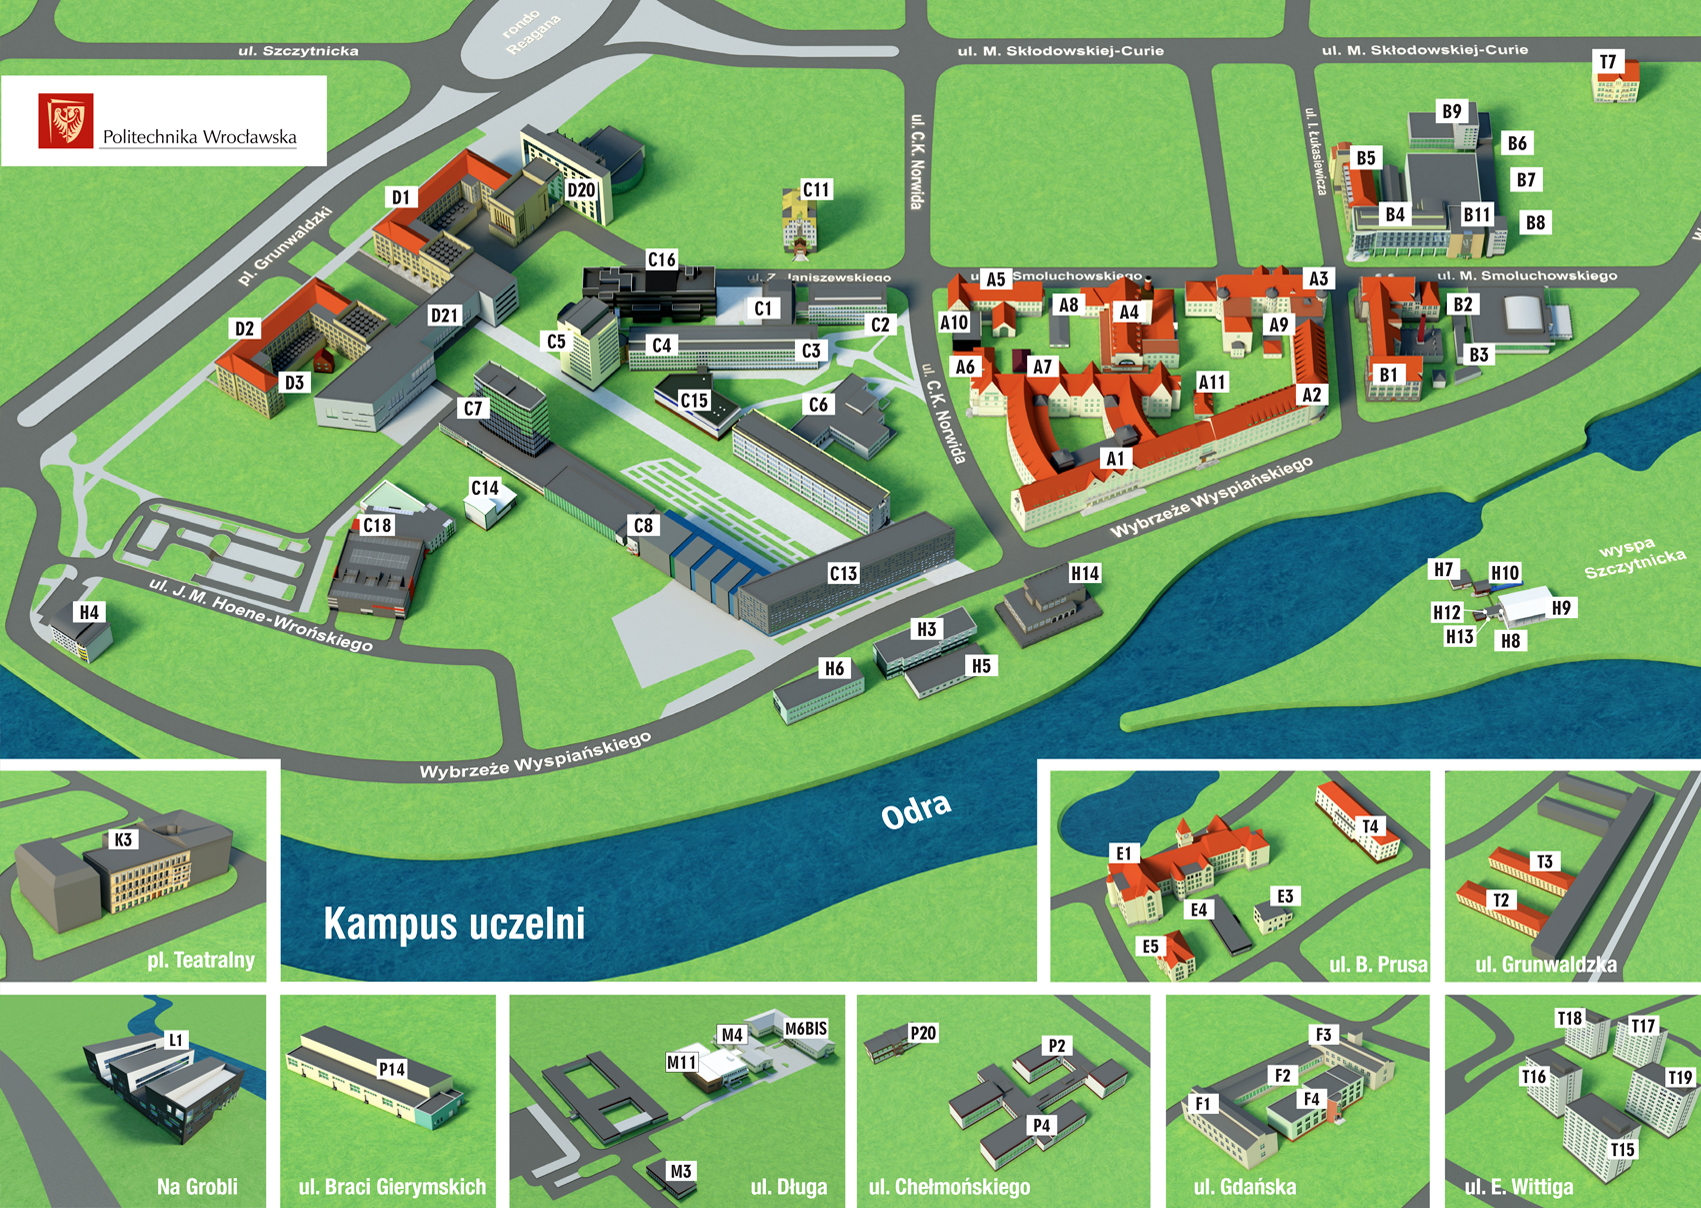 rondo
Reagana
ul. Szczytnicka
ul. M. Skłodowskiej-Curie
ul. M. Skłodowskiej-Curie
T7
Politechnika Wrocławska
ul. C.K. Norwida
ul. I. Łukasiewicza
B9
B6
B5
B7
B4
B11
B8
D1
D20
C11
pl. Grunwaldzki
C16
ul. Z. Janiszewskiego
ul. Smoluchowskiego
ul. M. Smoluchowskiego
A5
A3
A8
A4
A10
A9
B2
B3
B1
C1
C2
D21
D2
D3
C5
C4
C3
A6
A7
A11
A2
A1
C7
C15
C6
ul. C.K. Norwida
C14
C18
C8
C13
Wybrzeże Wyspiańskiego
wyspa
Szczytnicka
H7
H10
H9
H12
H13
H8
H14
ul. J.M. Hoene-Wrońskiego
H4
H3
H5
H6
Wybrzeże Wyspiańskiego
Odra
Kampus uczelni
K3
pl. Teatralny
E1
T4
E3
E4
E5
ul. B. Prusa
T3
T2
ul. Grunwaldzka
L1
Na Grobli
P14
ul. Braci Gierymskich
M6BIS
M4
M11
M3
ul. Długa
P20
P2
P4
ul. Chełmońskiego
F3
F2
F1
F4
ul. Gdańska
T18
T17
T16
T19
T15
ul. E. Wittiga